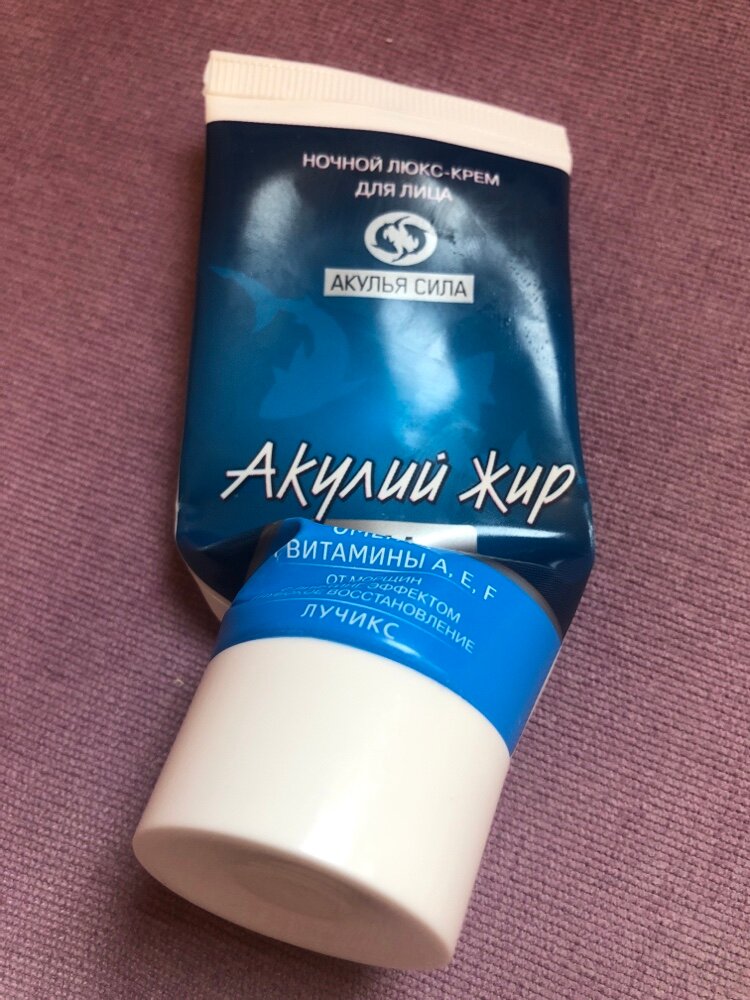 НОЧНОЙ ЛЮКС-КРЕМ
ДЛЯ ЛИЦА
АКУЛЬЯ СИЛА
Акулий жир
ВИТАМИНЫ А, Е, F
ОТ МОРЩИН
ЭФФЕКТОМ
ВОССТАНОВЛЕНИЕ
ЛУЧИКС